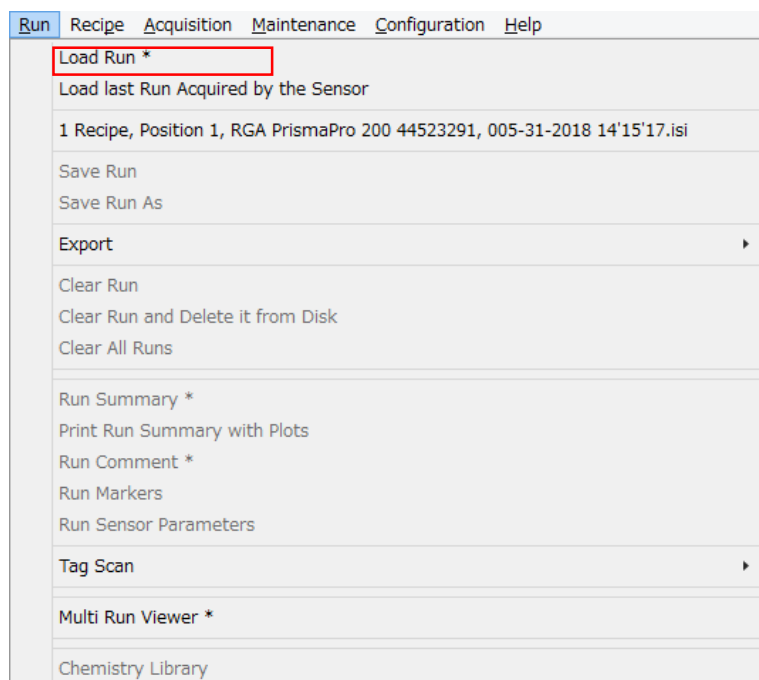 Run Recipe Acquisition Maintenance Configuration Help
Load Run *
Load last Run Acquired by the Sensor
1 Recipe, Position 1, RGA PrismaPro 200 44523291, 005-31-2018 14'15'17.isi
Save Run
Save Run As
Export
Clear Run
Clear Run and Delete it from Disk
Clear All Runs
Run Summary *
Print Run Summary with Plots
Run Comment *
Run Markers
Run Sensor Parameters
Tag Scan
Multi Run Viewer *
Chemistry Library